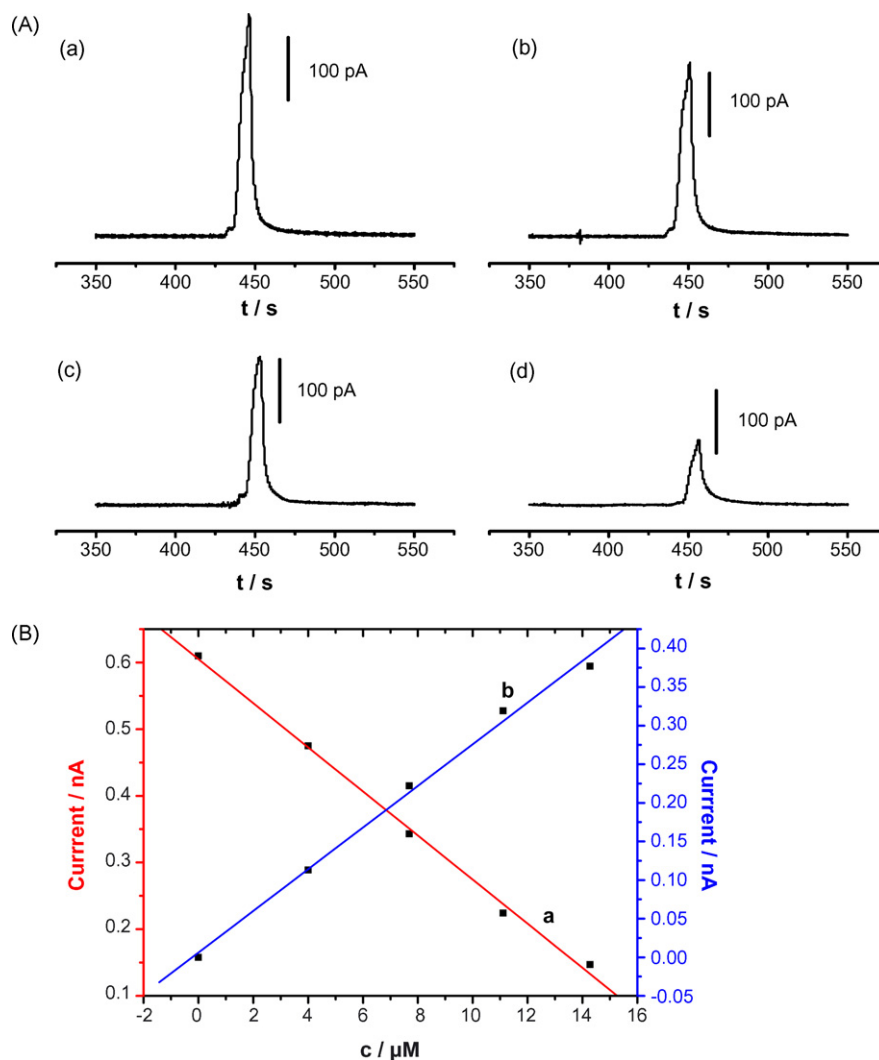 (A)
(a)
100 pA
350 400 450 500 550
t / s
(b)
100 pA
350 400 450 500 550
t / s
(c)
100 pA
350 400 450 500 550
t / s
(d)
100 pA
350 400 450 500 550
t / s
(B)
Currrent / nA
0.6
0.5
0.4
0.3
0.2
0.1
b
a
0.40
0.35
0.30
0.25
0.20
0.15
0.10
0.05
0.00
-0.05
Currrent / nA
-2 0 2 4 6 8 10 12 14 16
c / µM